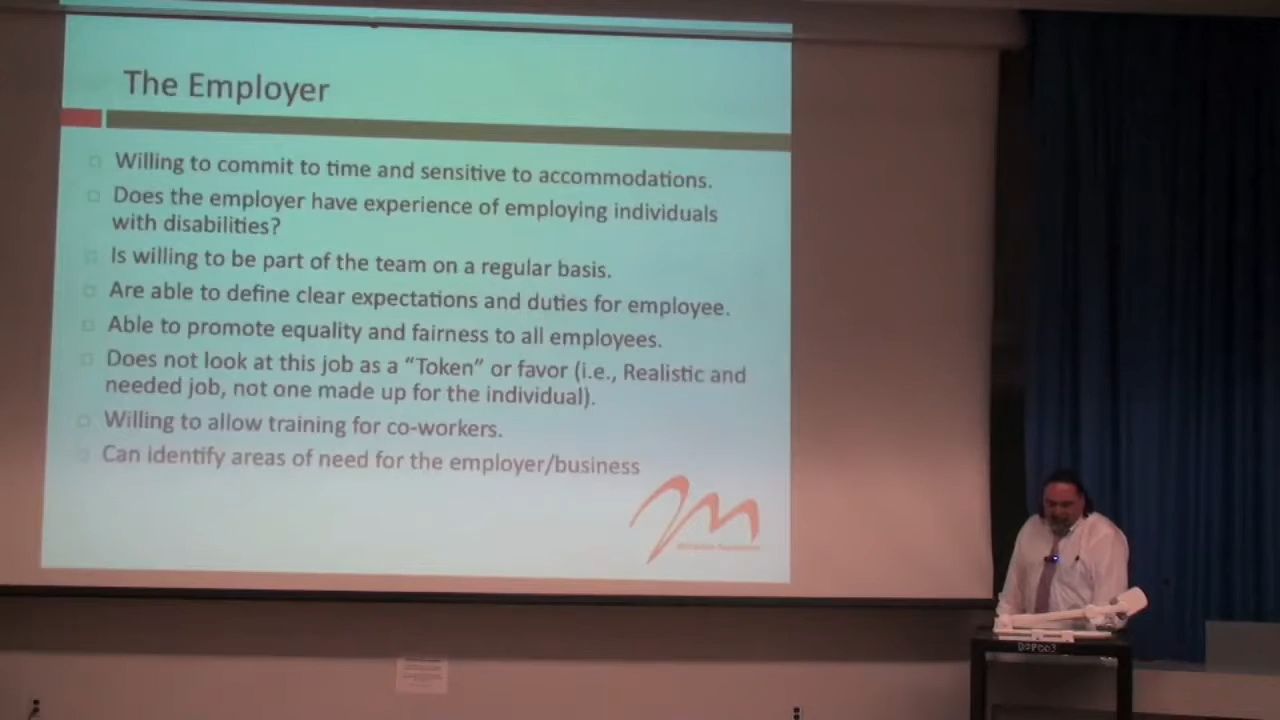 The Employer
Willing to commit to time and sensitive to accommodations.
Does the employer have experience of employing individuals
with disabilities?
Is willing to be part of the team on a regular basis.
Are able to define clear expectations and duties for employee.
Able to promote equality and fairness to all employees.
Does not look at this job as a “Token” or favor (i.e., Realistic and
needed job, not one made up for the individual).
Willing to allow training for co-workers.
Can identify areas of need for the employer/business